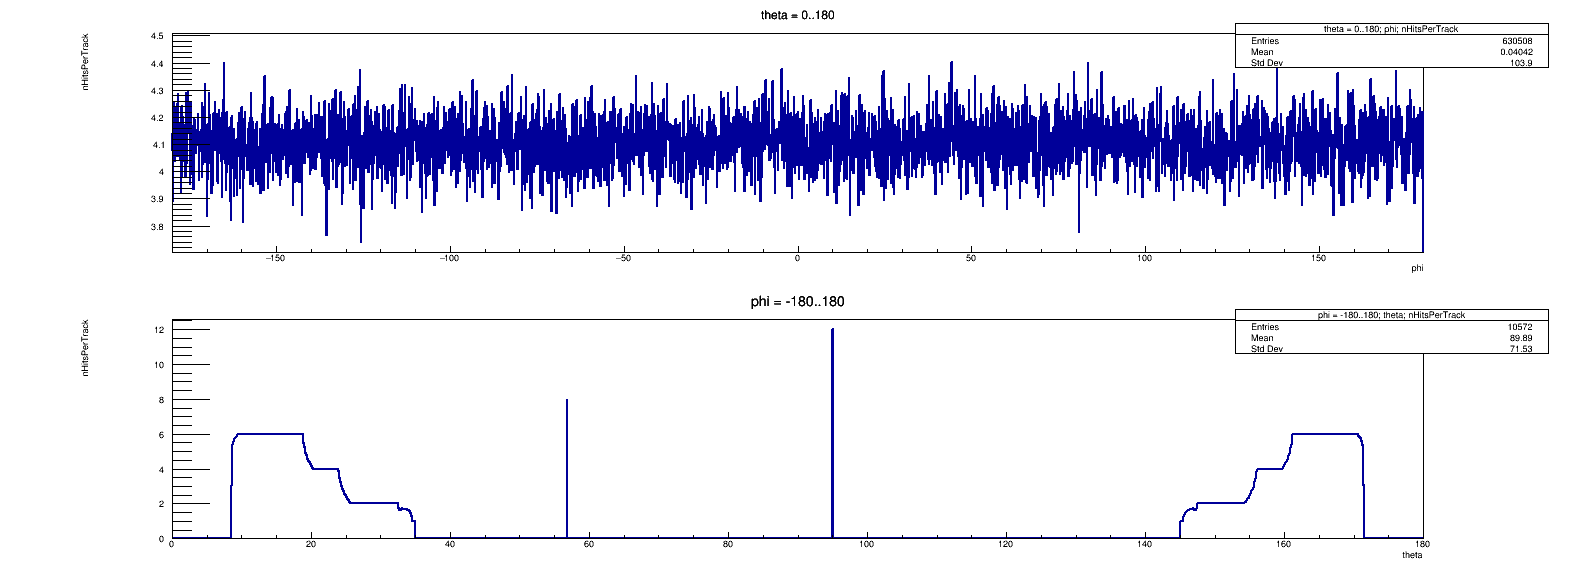 theta = 0..180
nHitsPerTrack
theta = 0..180; phi; nHitsPerTrack
Entries 630508
Mean 0.04042
Std Dev 103.9
4.5
4.4
4.3
4.2
4.1
4
3.9
3.8
−150 −100 −50 0 50 100 150
phi
phi = -180..180
nHitsPerTrack
phi = -180..180; theta; nHitsPerTrack
Entries 10572
Mean 89.89
Std Dev 71.53
12
10
8
6
4
2
0
0 20 40 60 80 100 120 140 160 180
theta